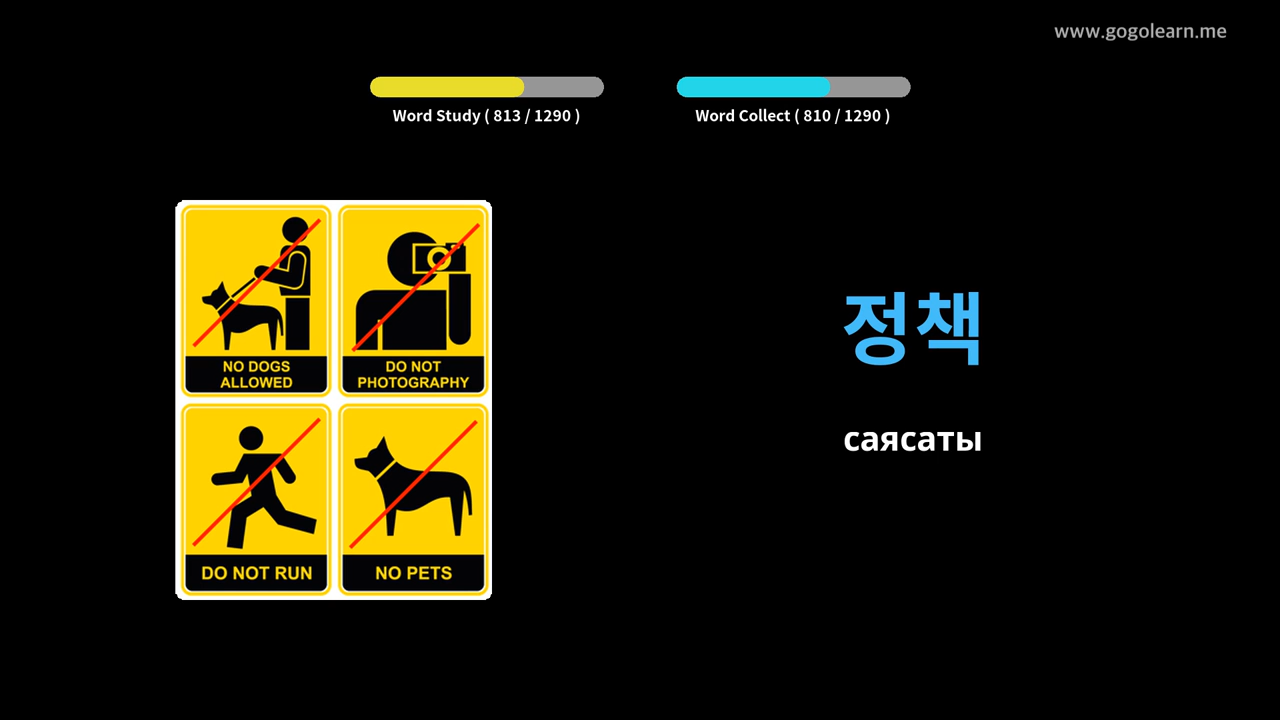 www.gogolearn.me
Word Study ( 813 / 1290 )
Word Collect ( 810 / 1290 )
NO DOGS
ALLOWED
DO NOT
PHOTOGRAPHY
DO NOT RUN
NO PETS
정책
саясаты